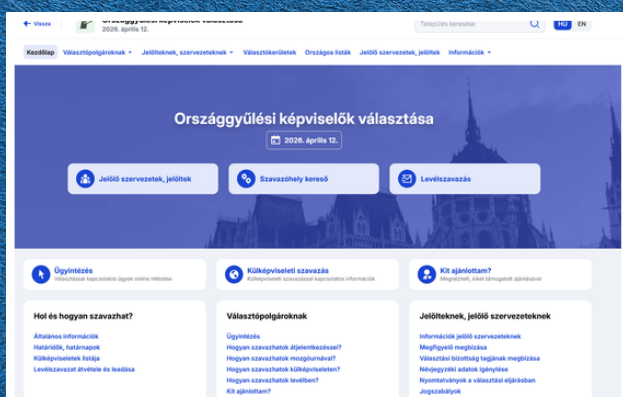 Vissza
Országgyűlési képviselők választása
2026. április 12.
Település keresése
HU EN
Kezdőlap Választópolgároknak Jelölteknek, szervezeteknek Választókerületek Országos listák Jelölő szervezetek, jelöltek Információk
Országgyűlési képviselők választása
2026. április 12.
Jelölő szervezetek, jelöltek
Szavazóhely kereső
Levélszavazás
Ügyintézés
Választással kapcsolatos ügyek online intézése
Külképviseleti szavazás
Külképviseleti szavazással kapcsolatos információk
Kit ajánlottam?
Megnézheti, kiket támogatott ajánlásával
Hol és hogyan szavazhat?
Általános információk
Határidők, határnapok
Külképviseletek listája
Levélszavazat átvétele és leadása
Választópolgároknak
Ügyintézés
Hogyan szavazhatok átjelentkezéssel?
Hogyan szavazhatok mozgóurnával?
Hogyan szavazhatok külképviseleten?
Hogyan szavazhatok levélben?
Kit ajánlottam?
Jelölteknek, jelölő szervezeteknek
Információk jelölő szervezeteknek
Megfigyelő megbízása
Választási bizottság tagjának megbízása
Névjegyzéki adatok igénylése
Nyomtatványok a választási eljárásban
Jogszabályok